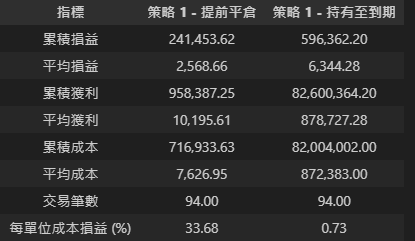 指標 策略 1 - 提前平倉 策略 1 - 持有至到期
累積損益 241,453.62 596,362.20
平均損益 2,568.66 6,344.28
累積獲利 958,387.25 82,600,364.20
平均獲利 10,195.61 878,727.28
累積成本 716,933.63 82,004,002.00
平均成本 7,626.95 872,383.00
交易筆數 94.00 94.00
每單位成本損益 (%) 33.68 0.73